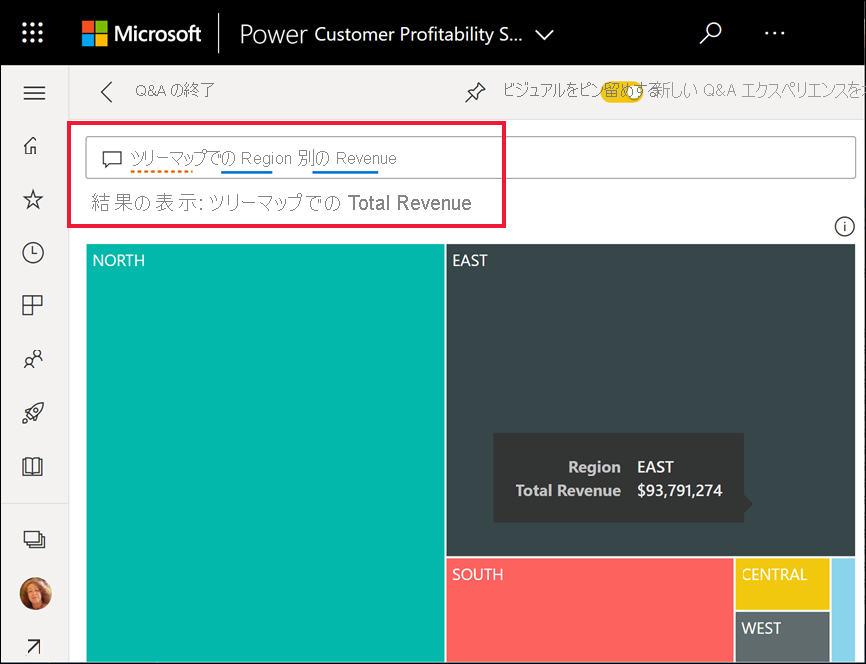 Microsoft
Power Customer Profitability S...
Q&A の終了
ビジュアルをピン留めする
新しい Q&A エクスペリエンスを
ツリーマップでの Region 別の Revenue
結果の表示: ツリーマップでの Total Revenue
NORTH
EAST
Region EAST
Total Revenue $93,791,274
SOUTH
CENTRAL
WEST